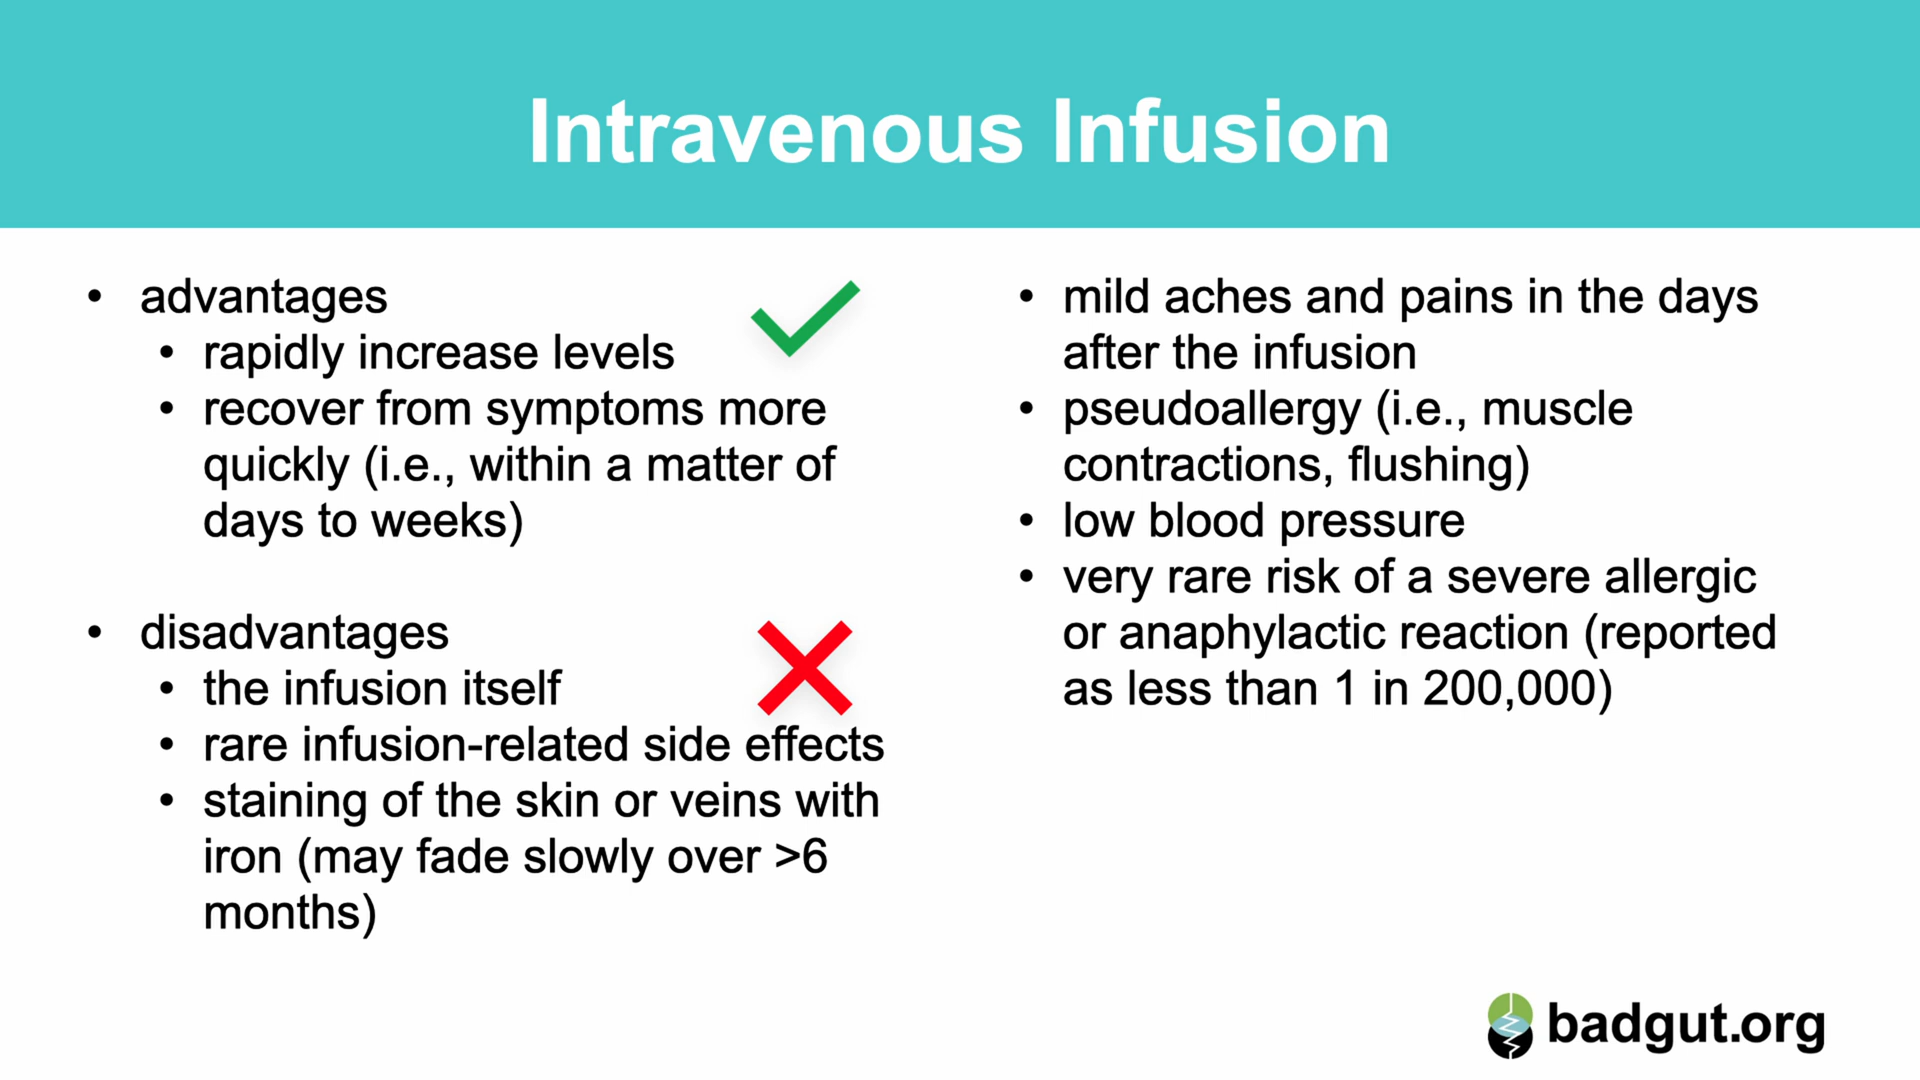 Intravenous Infusion
• advantages
• rapidly increase levels
• recover from symptoms more
quickly (i.e., within a matter of
days to weeks)
• disadvantages
• the infusion itself
• rare infusion-related side effects
• staining of the skin or veins with
iron (may fade slowly over >6
months)
• mild aches and pains in the days
after the infusion
• pseudoallergy (i.e., muscle
contractions, flushing)
• low blood pressure
• very rare risk of a severe allergic
or anaphylactic reaction (reported
as less than 1 in 200,000)
badgut.org